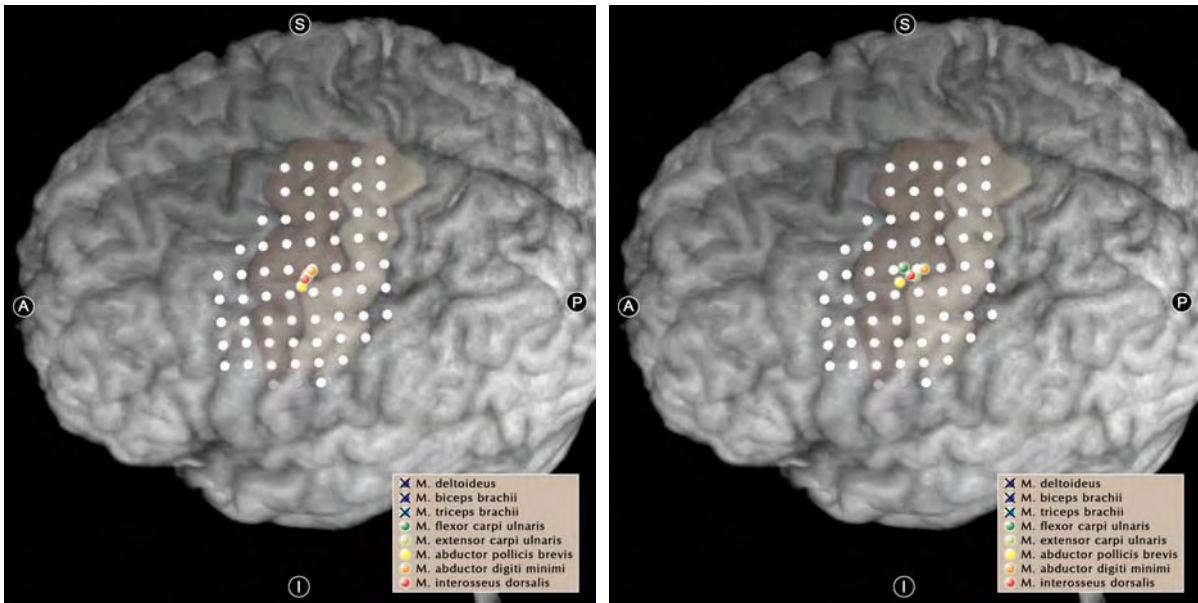 S
A
P
I
M. deltoideus
M. biceps brachii
M. triceps brachii
M. flexor carpi ulnaris
M. extensor carpi ulnaris
M. abductor pollicis brevis
M. abductor digiti minimi
M. interosseus dorsalis
S
A
P
I
M. deltoideus
M. biceps brachii
M. triceps brachii
M. flexor carpi ulnaris
M. extensor carpi ulnaris
M. abductor pollicis brevis
M. abductor digiti minimi
M. interosseus dorsalis